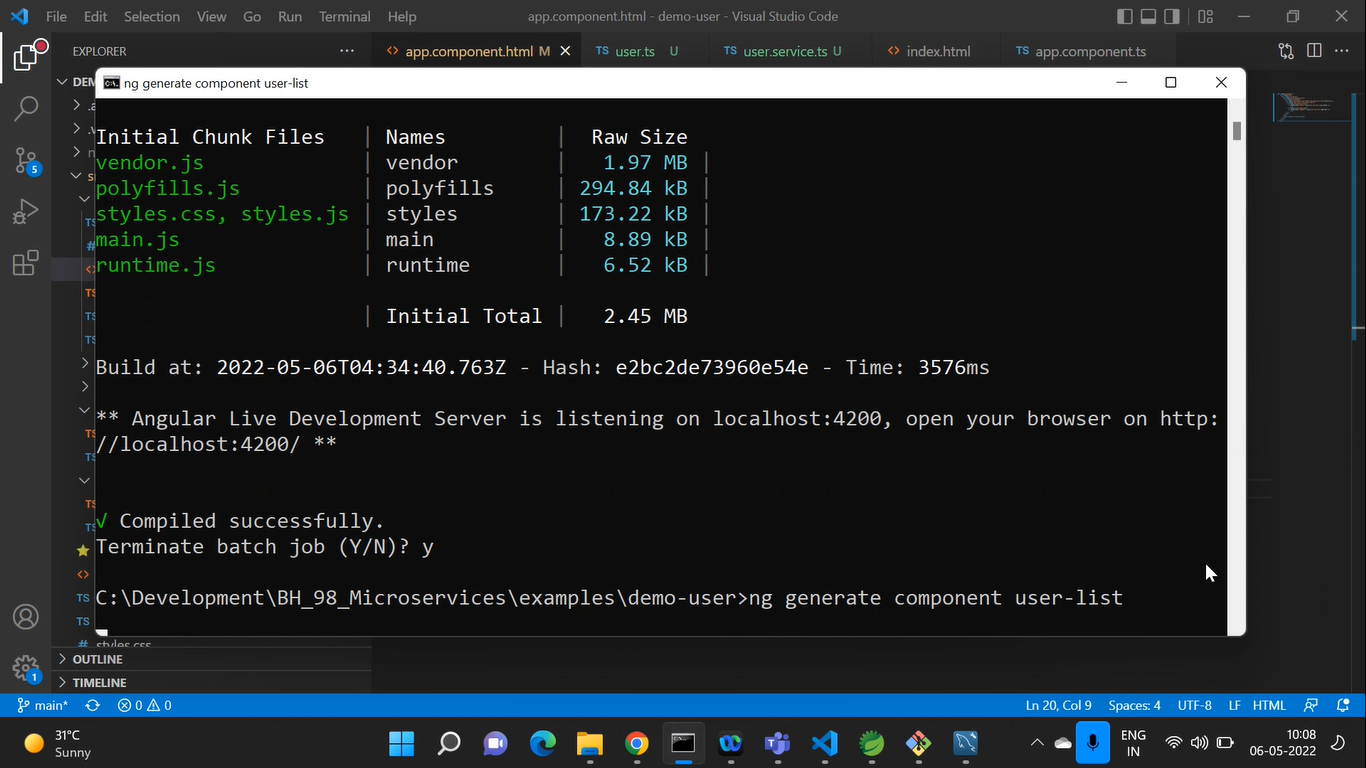 File Edit Selection View Go Run Terminal Help
app.component.html - demo-user - Visual Studio Code
EXPLORER
app.component.html M
TS user.ts U
TS user.service.ts U
index.html
TS app.component.ts
ng generate component user-list
Initial Chunk Files | Names | Raw Size
vendor.js | vendor | 1.97 MB |
polyfills.js | polyfills | 294.84 kB |
styles.css, styles.js | styles | 173.22 kB |
main.js | main | 8.89 kB |
runtime.js | runtime | 6.52 kB |
| Initial Total | 2.45 MB
Build at: 2022-05-06T04:34:40.763Z - Hash: e2bc2de73960e54e - Time: 3576ms
** Angular Live Development Server is listening on localhost:4200, open your browser on http:
//localhost:4200/ **
√ Compiled successfully.
Terminate batch job (Y/N)? y
C:\Development\BH_98_Microservices\examples\demo-user>ng generate component user-list
styles.css
OUTLINE
TIMELINE
5
1
main* 0 0
Ln 20, Col 9 Spaces: 4 UTF-8 LF HTML
31°C
Sunny
ENG
IN
10:08
06-05-2022